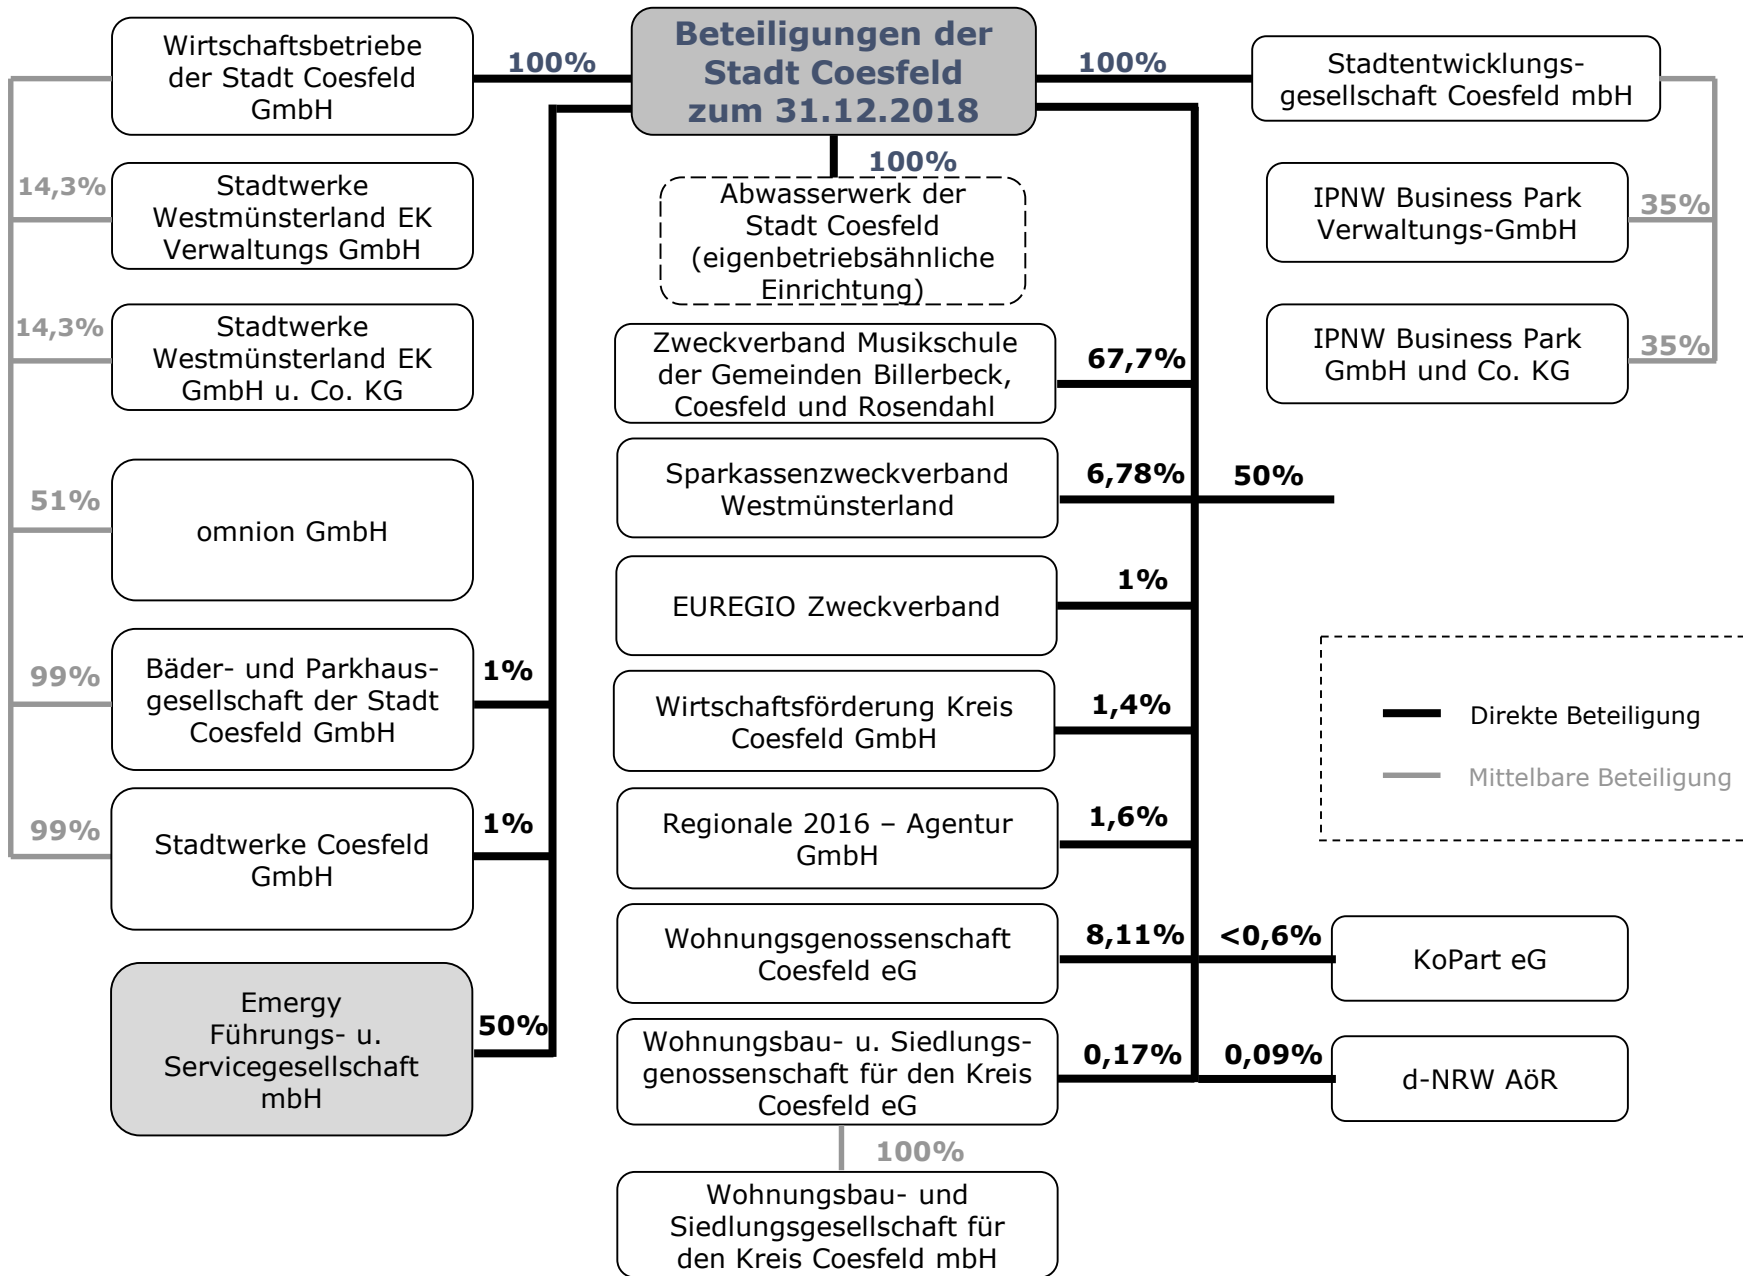 Beteiligungen der
Stadt Coesfeld
zum 31.12.2018
100%
Wirtschaftsbetriebe
der Stadt Coesfeld
GmbH
14,3%
Stadtwerke
Westmünsterland EK
Verwaltungs GmbH
14,3%
Stadtwerke
Westmünsterland EK
GmbH u. Co. KG
51%
omnion GmbH
99%
Bäder- und Parkhaus-
gesellschaft der Stadt
Coesfeld GmbH
1%
99%
Stadtwerke Coesfeld
GmbH
1%
Emergy
Führungs- u.
Servicegesellschaft
mbH
50%
100%
Abwasserwerk der
Stadt Coesfeld
(eigenbetriebsähnliche
Einrichtung)
Zweckverband Musikschule
der Gemeinden Billerbeck,
Coesfeld und Rosendahl
67,7%
Sparkassenzweckverband
Westmünsterland
6,78%
50%
EUREGIO Zweckverband
1%
Wirtschaftsförderung Kreis
Coesfeld GmbH
1,4%
Regionale 2016 – Agentur
GmbH
1,6%
Wohnungsgenossenschaft
Coesfeld eG
8,11%
<0,6%
KoPart eG
Wohnungsbau- u. Siedlungs-
genossenschaft für den Kreis
Coesfeld eG
0,17%
0,09%
d-NRW AöR
100%
Wohnungsbau- und
Siedlungsgesellschaft für
den Kreis Coesfeld mbH
100%
Stadtentwicklungs-
gesellschaft Coesfeld mbH
IPNW Business Park
Verwaltungs-GmbH
35%
IPNW Business Park
GmbH und Co. KG
35%
Direkte Beteiligung
Mittelbare Beteiligung